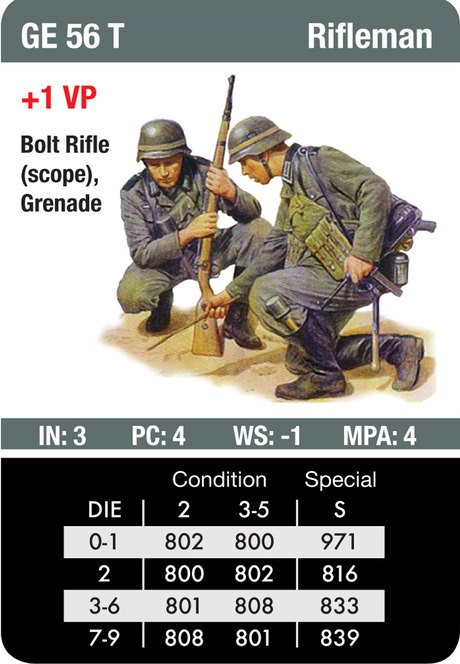 GE 56 T Rifleman
+1 VP
Bolt Rifle
(scope),
Grenade
IN: 3 PC: 4 WS: -1 MPA: 4
Condition Special
DIE 2 3-5 S
0-1 802 800 971
2 800 802 816
3-6 801 808 833
7-9 808 801 839